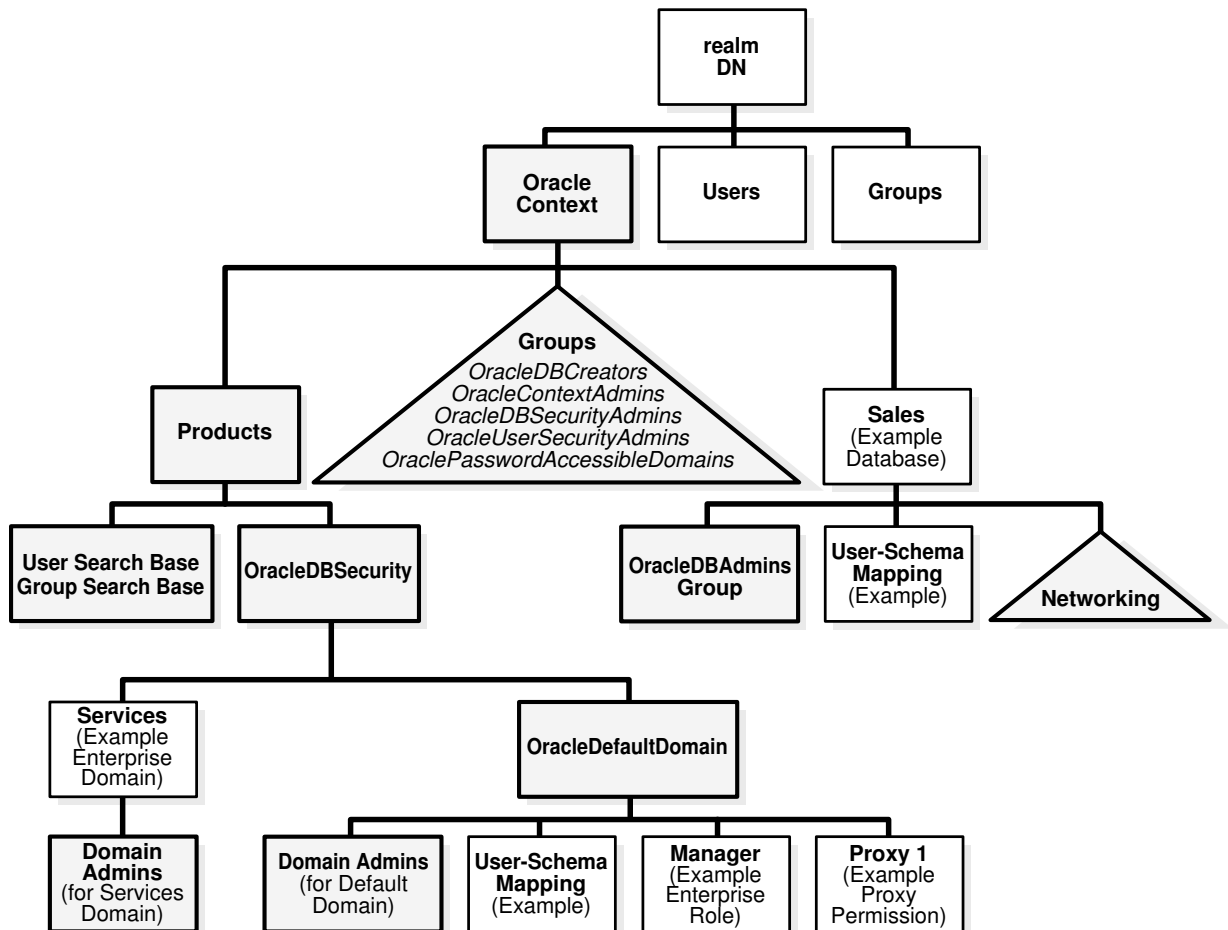 realm
DN
Oracle
Context
Users
Groups
Groups
OracleDBCreators
OracleContextAdmins
OracleDBSecurityAdmins
OracleUserSecurityAdmins
OraclePasswordAccessibleDomains
Products
Sales
(Example
Database)
User Search Base
Group Search Base
OracleDBSecurity
OracleDBAdmins
Group
User-Schema
Mapping
(Example)
Networking
Services
(Example
Enterprise
Domain)
OracleDefaultDomain
Domain
Admins
(for Services
Domain)
Domain Admins
(for Default
Domain)
User-Schema
Mapping
(Example)
Manager
(Example
Enterprise
Role)
Proxy 1
(Example
Proxy
Permission)